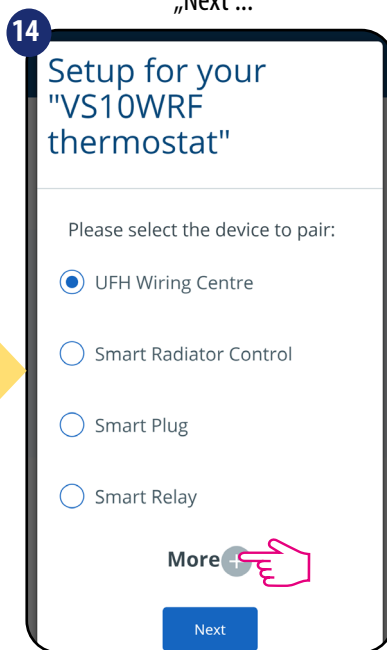 „Next ...
14
Setup for your
"VS10WRF
thermostat"
Please select the device to pair:
UFH Wiring Centre
Smart Radiator Control
Smart Plug
Smart Relay
More +
Next